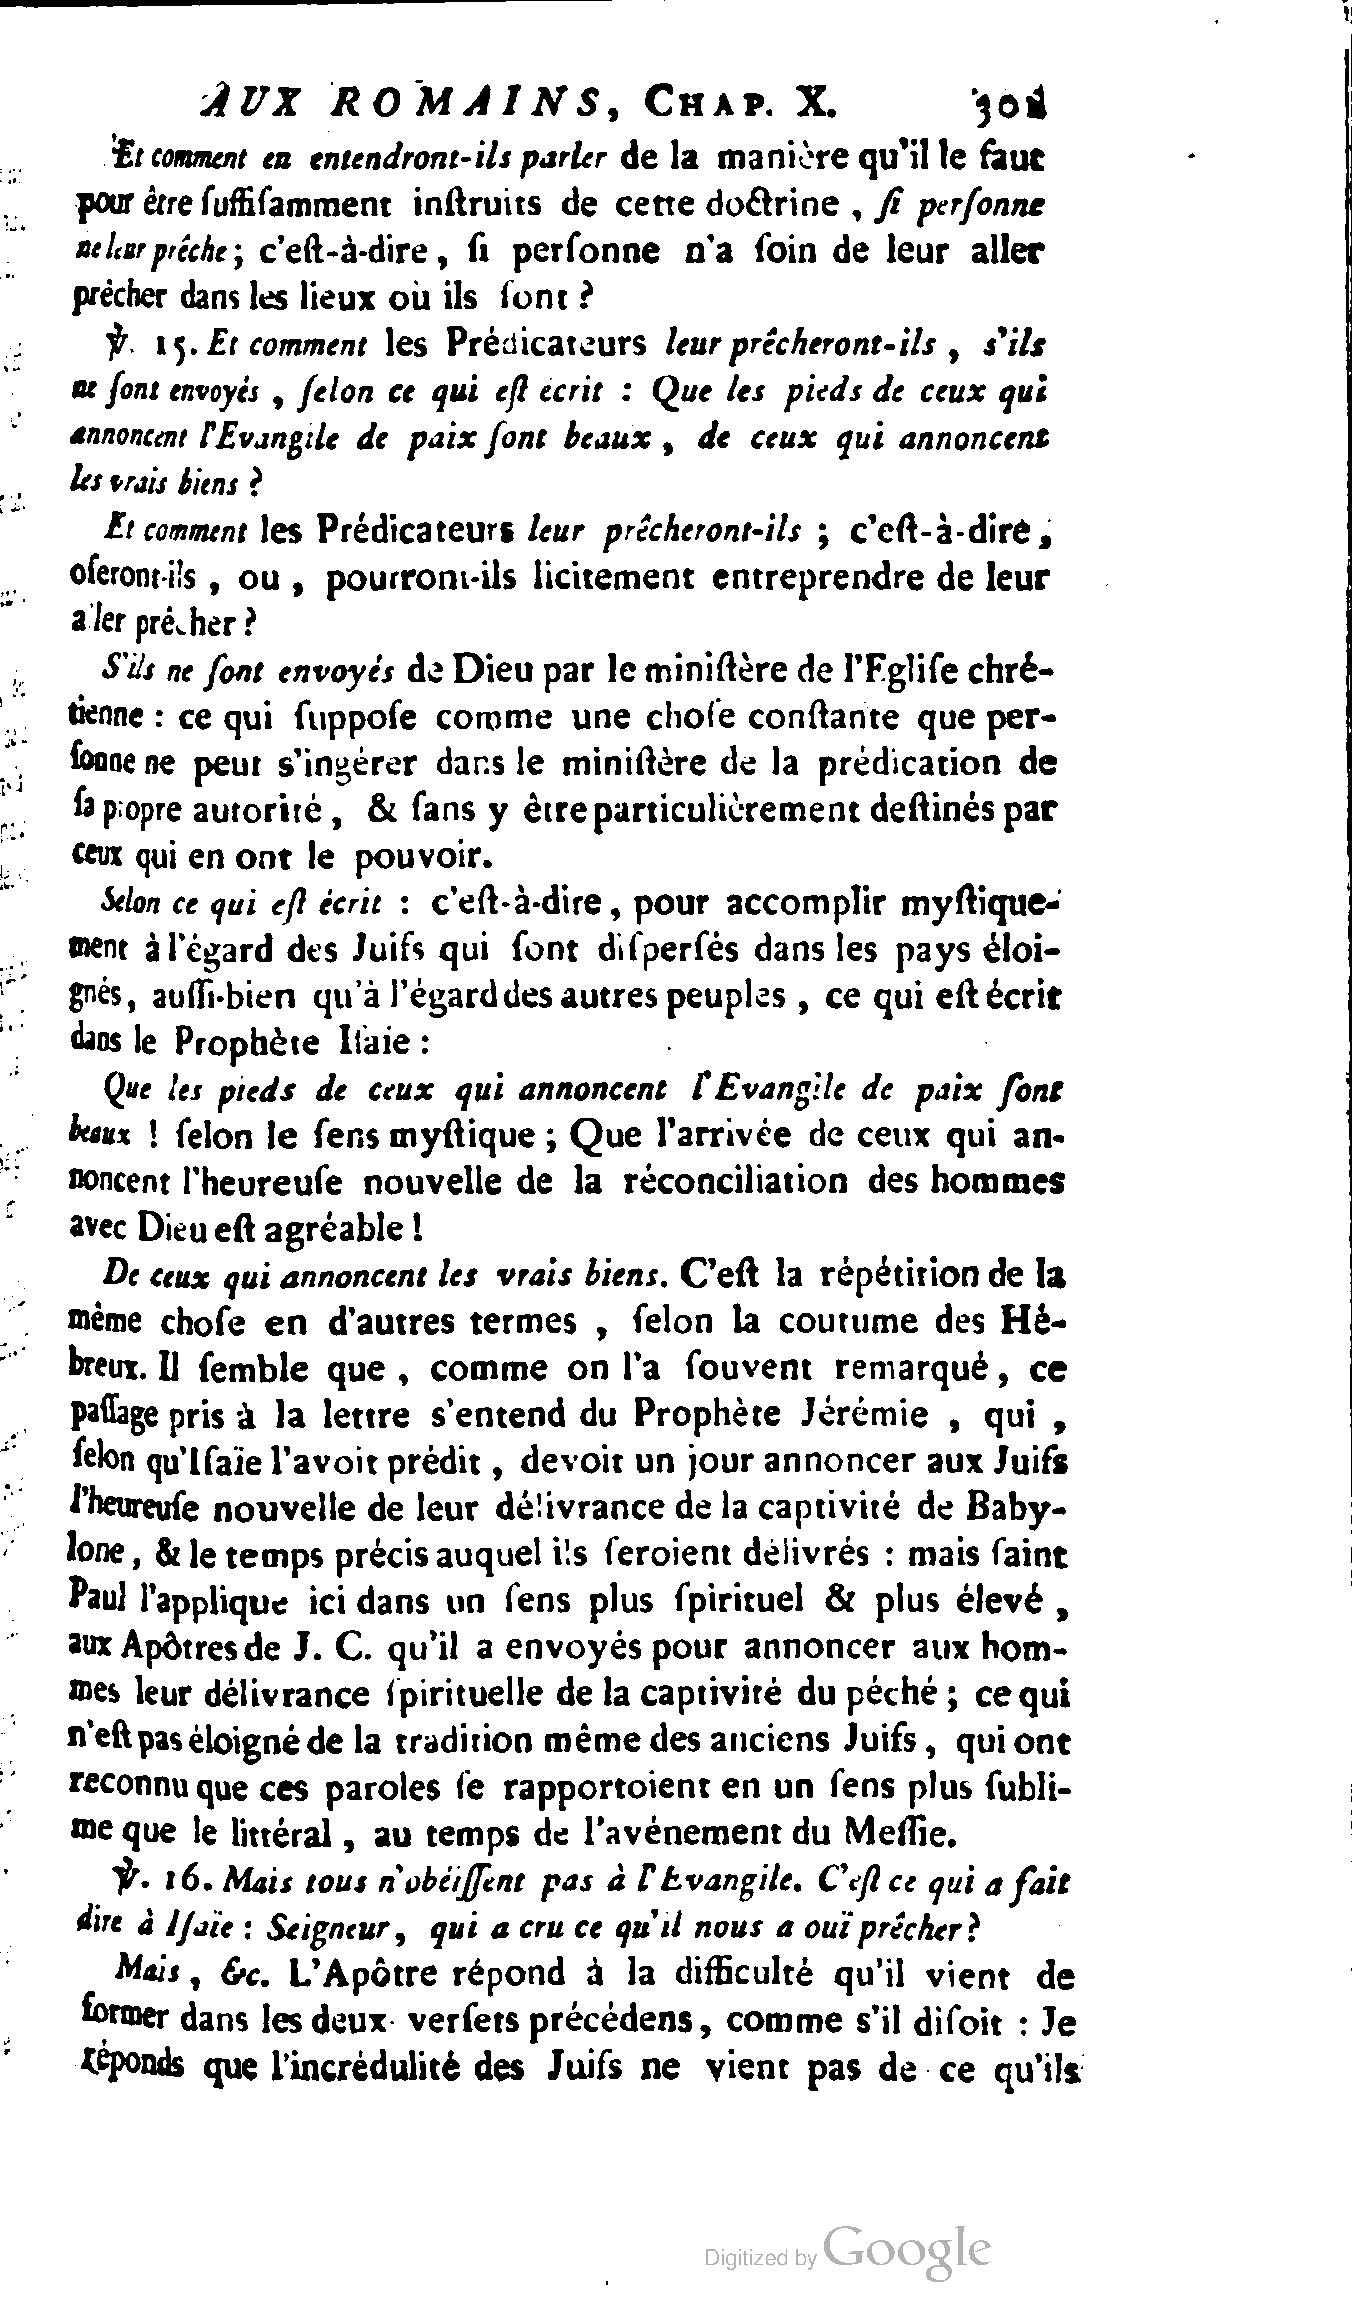 AUX ROMAINS, CHAP. X. 301
Et comment en entendront-ils parler de la manière qu'il le faut
pour être ſuffiſamment inſtruits de cette doctrine, ſi perſonne
ne leur prêche; c'eſt-à-dire, ſi perſonne n'a ſoin de leur aller
prêcher dans les lieux où ils ſont?
℣. 15. Et comment les Prédicateurs leur prêcheront-ils, s'ils
ne ſont envoyés, ſelon ce qui eſt écrit : Que les pieds de ceux qui
annoncent l'Evangile de paix ſont beaux, de ceux qui annoncent
les vrais biens?
Et comment les Prédicateurs leur prêcheront-ils; c'eſt-à-dire,
oſeront-ils, ou, pourront-ils licitement entreprendre de leur
aller prêcher?
S'ils ne ſont envoyés de Dieu par le miniſtère de l'Egliſe chré-
tienne : ce qui ſuppoſe comme une choſe conſtante que per-
ſonne ne peut s'ingérer dans le miniſtère de la prédication de
ſa propre autorité, & ſans y être particulièrement deſtinés par
ceux qui en ont le pouvoir.
Selon ce qui eſt écrit : c'eſt-à-dire, pour accomplir myſtique-
ment à l'égard des Juifs qui ſont diſperſés dans les pays éloi-
gnés, auſſi-bien qu'à l'égard des autres peuples, ce qui eſt écrit
dans le Prophète Iſaie :
Que les pieds de ceux qui annoncent l'Evangile de paix ſont
beaux ! ſelon le ſens myſtique; Que l'arrivée de ceux qui an-
noncent l'heureuſe nouvelle de la réconciliation des hommes
avec Dieu eſt agréable !
De ceux qui annoncent les vrais biens. C'eſt la répétition de la
même choſe en d'autres termes, ſelon la coutume des Hé-
breux. Il ſemble que, comme on l'a ſouvent remarqué, ce
paſſage pris à la lettre s'entend du Prophète Jérémie, qui,
ſelon qu'Iſaïe l'avoit prédit, devoit un jour annoncer aux Juifs
l'heureuſe nouvelle de leur délivrance de la captivité de Baby-
lone, & le temps précis auquel ils ſeroient délivrés : mais ſaint
Paul l'applique ici dans un ſens plus ſpirituel & plus élevé,
aux Apôtres de J. C. qu'il a envoyés pour annoncer aux hom-
mes leur délivrance ſpirituelle de la captivité du péché; ce qui
n'eſt pas éloigné de la tradition même des anciens Juifs, qui ont
reconnu que ces paroles ſe rapportoient en un ſens plus ſubli-
me que le littéral, au temps de l'avénement du Meſſie.
℣. 16. Mais tous n'obéiſſent pas à l'Evangile. C'eſt ce qui a fait
dire à Iſaïe : Seigneur, qui a cru ce qu'il nous a ouï prêcher?
Mais, &c. L'Apôtre répond à la difficulté qu'il vient de
former dans les deux verſets précédens, comme s'il diſoit : Je
réponds que l'incrédulité des Juifs ne vient pas de ce qu'ils
Digitized by Google